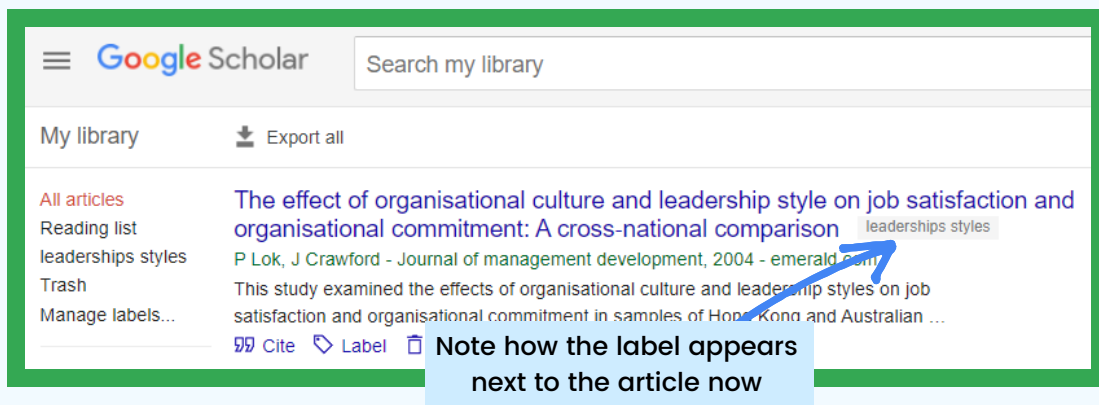 Google Scholar
Search my library
My library
Export all
All articles
Reading list
leaderships styles
Trash
Manage labels...
The effect of organisational culture and leadership style on job satisfaction and
organisational commitment: A cross-national comparison leaderships styles
P Lok, J Crawford - Journal of management development, 2004 - emerald.com
This study examined the effects of organisational culture and leadership styles on job
satisfaction and organisational commitment in samples of Hong Kong and Australian …
Cite Label
Note how the label appears
next to the article now